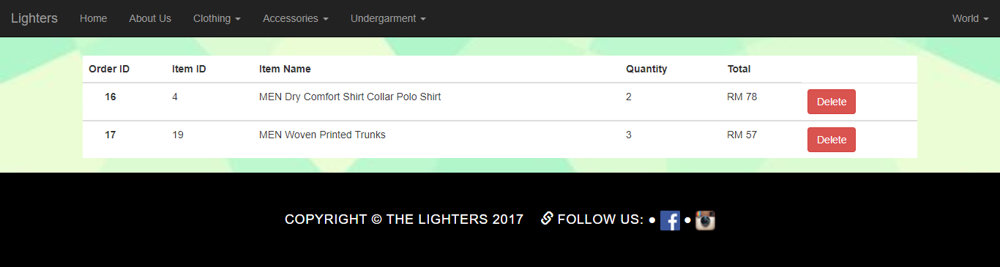 Lighters Home About Us Clothing Accessories Undergarment World
Order ID Item ID Item Name Quantity Total
16 4 MEN Dry Comfort Shirt Collar Polo Shirt 2 RM 78 Delete
17 19 MEN Woven Printed Trunks 3 RM 57 Delete
COPYRIGHT © THE LIGHTERS 2017 FOLLOW US: • f •